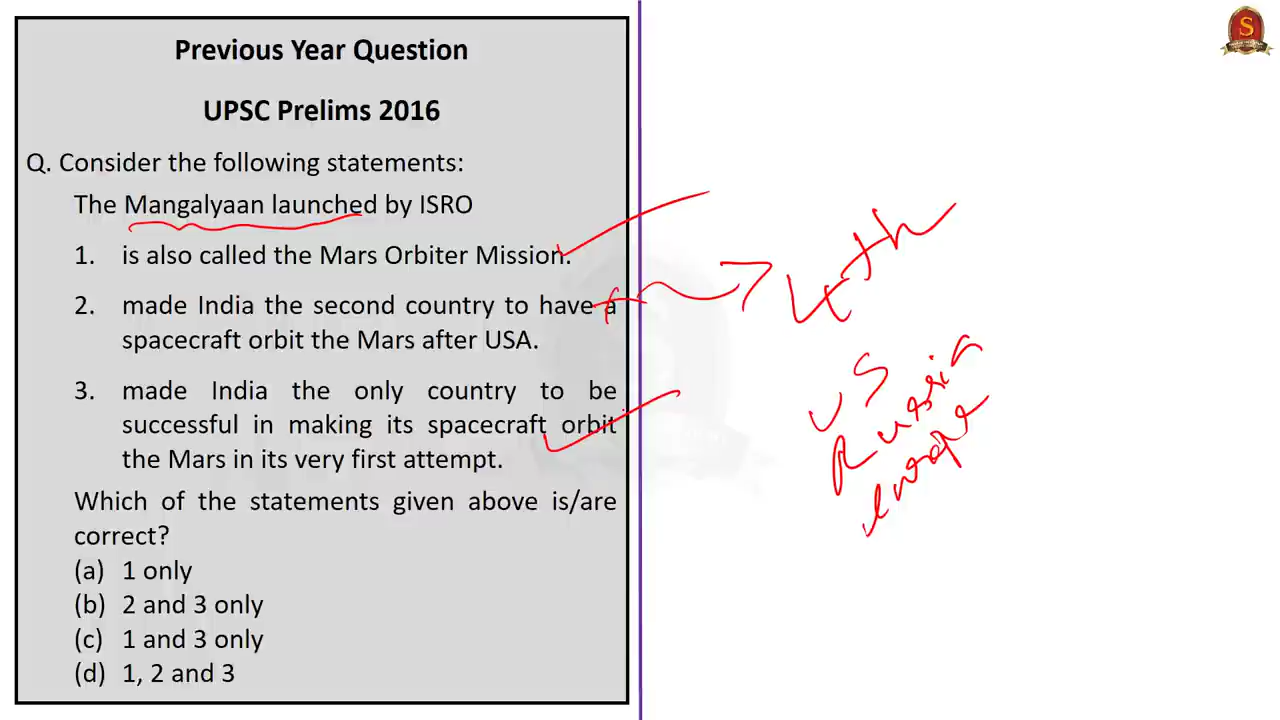 Previous Year Question
UPSC Prelims 2016
Q. Consider the following statements:
The Mangalyaan launched by ISRO
1. is also called the Mars Orbiter Mission.
2. made India the second country to have a
spacecraft orbit the Mars after USA.
3. made India the only country to be
successful in making its spacecraft orbit
the Mars in its very first attempt.
Which of the statements given above is/are
correct?
(a) 1 only
(b) 2 and 3 only
(c) 1 and 3 only
(d) 1, 2 and 3
4th
US
Russia
europe
S